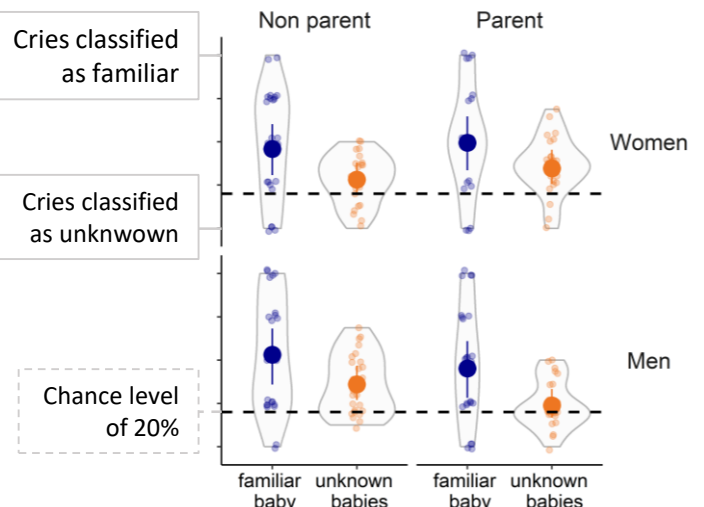 Non parent
Parent
Cries classified
as familiar
Women
Cries classified
as unknwown
Men
Chance level
of 20%
familiar
baby
unknown
babies
familiar
baby
unknown
babies